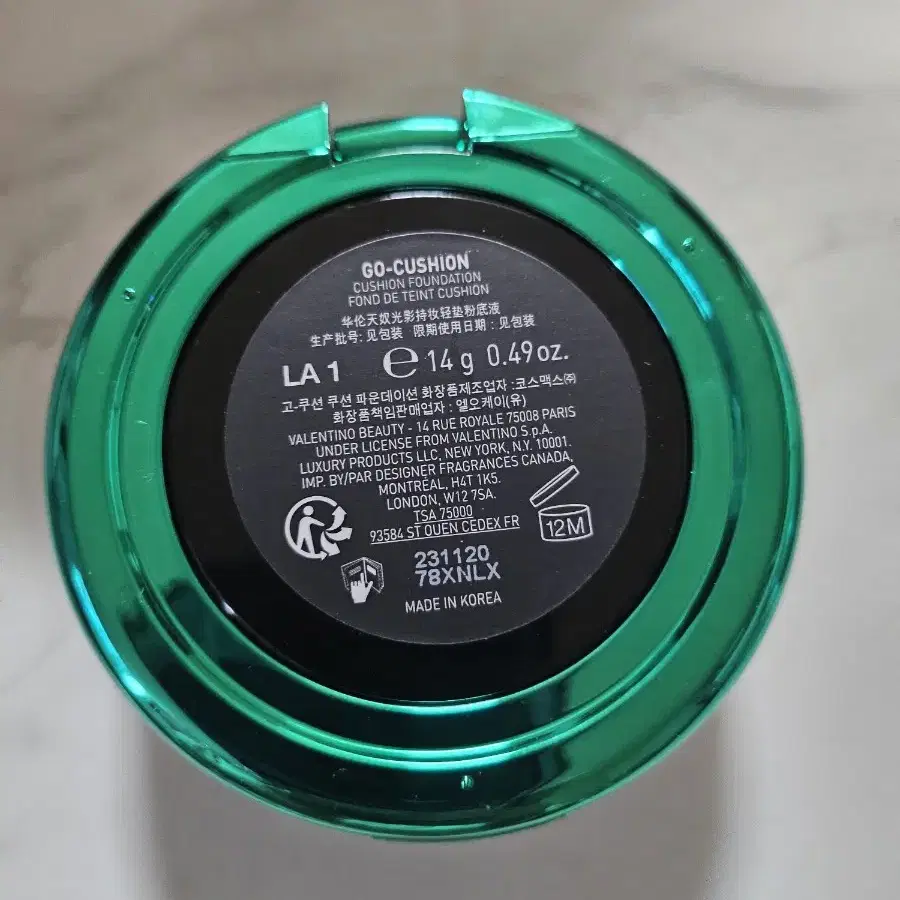 GO-CUSHION
CUSHION FOUNDATION
FOND DE TEINT CUSHION
华伦天奴光影持妆轻垫粉底液
生产批号: 见包装 限期使用日期 : 见包装
LA 1 ℮ 14 g 0.49 oz.
고-쿠션 쿠션 파운데이션 화장품제조업자 :코스맥스㈜
화장품책임판매업자 : 엘오케이(유)
VALENTINO BEAUTY - 14 RUE ROYALE 75008 PARIS
UNDER LICENSE FROM VALENTINO S.p.A.
LUXURY PRODUCTS LLC, NEW YORK, N.Y. 10001.
IMP. BY/PAR DESIGNER FRAGRANCES CANADA,
MONTRÉAL, H4T 1K5.
LONDON, W12 7SA.
TSA 75000
93584 ST OUEN CEDEX FR
12M
231120
78XNLX
MADE IN KOREA